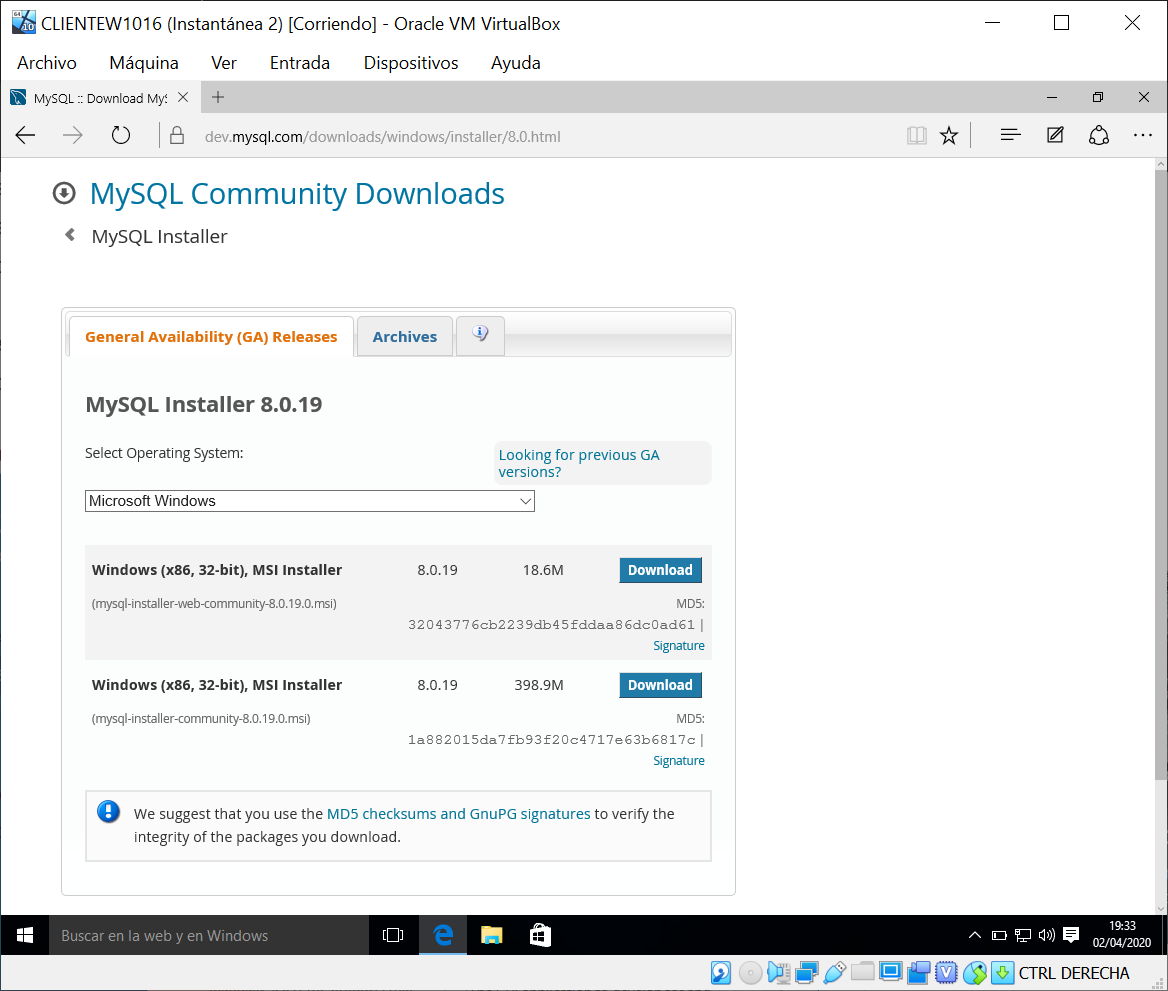 CLIENTEW1016 (Instantánea 2) [Corriendo] - Oracle VM VirtualBox
Archivo Máquina Ver Entrada Dispositivos Ayuda
MySQL :: Download MyS
dev.mysql.com/downloads/windows/installer/8.0.html
MySQL Community Downloads
MySQL Installer
General Availability (GA) Releases Archives
MySQL Installer 8.0.19
Select Operating System:
Looking for previous GA
versions?
Microsoft Windows
Windows (x86, 32-bit), MSI Installer 8.0.19 18.6M Download
(mysql-installer-web-community-8.0.19.0.msi) MD5:
32043776cb2239db45fddaa86dc0ad61 |
Signature
Windows (x86, 32-bit), MSI Installer 8.0.19 398.9M Download
(mysql-installer-community-8.0.19.0.msi) MD5:
1a882015da7fb93f20c4717e63b6817c |
Signature
We suggest that you use the MD5 checksums and GnuPG signatures to verify the
integrity of the packages you download.
Buscar en la web y en Windows
19:33
02/04/2020
CTRL DERECHA